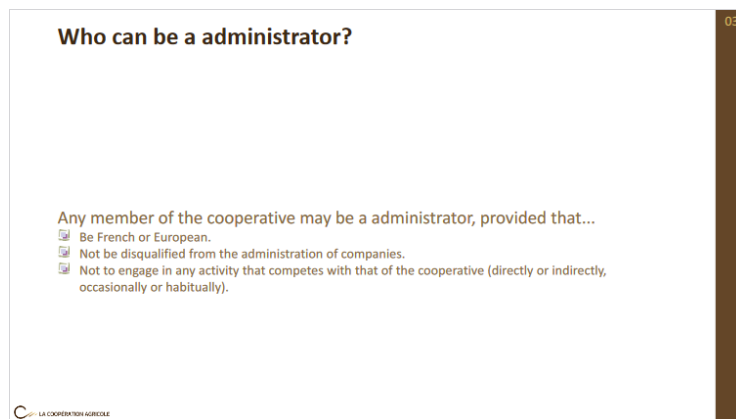 Who can be a administrator?
03
Any member of the cooperative may be a administrator, provided that...
Be French or European.
Not be disqualified from the administration of companies.
Not to engage in any activity that competes with that of the cooperative (directly or indirectly,
occasionally or habitually).
LA COOPÉRATION AGRICOLE